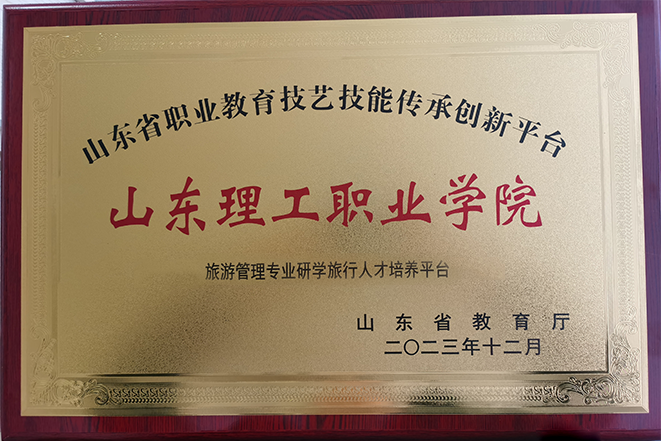 山东省职业教育技艺技能传承创新平台
山东理工职业学院
旅游管理专业研学旅行人才培养平台
山东省教育厅
二〇二三年十二月